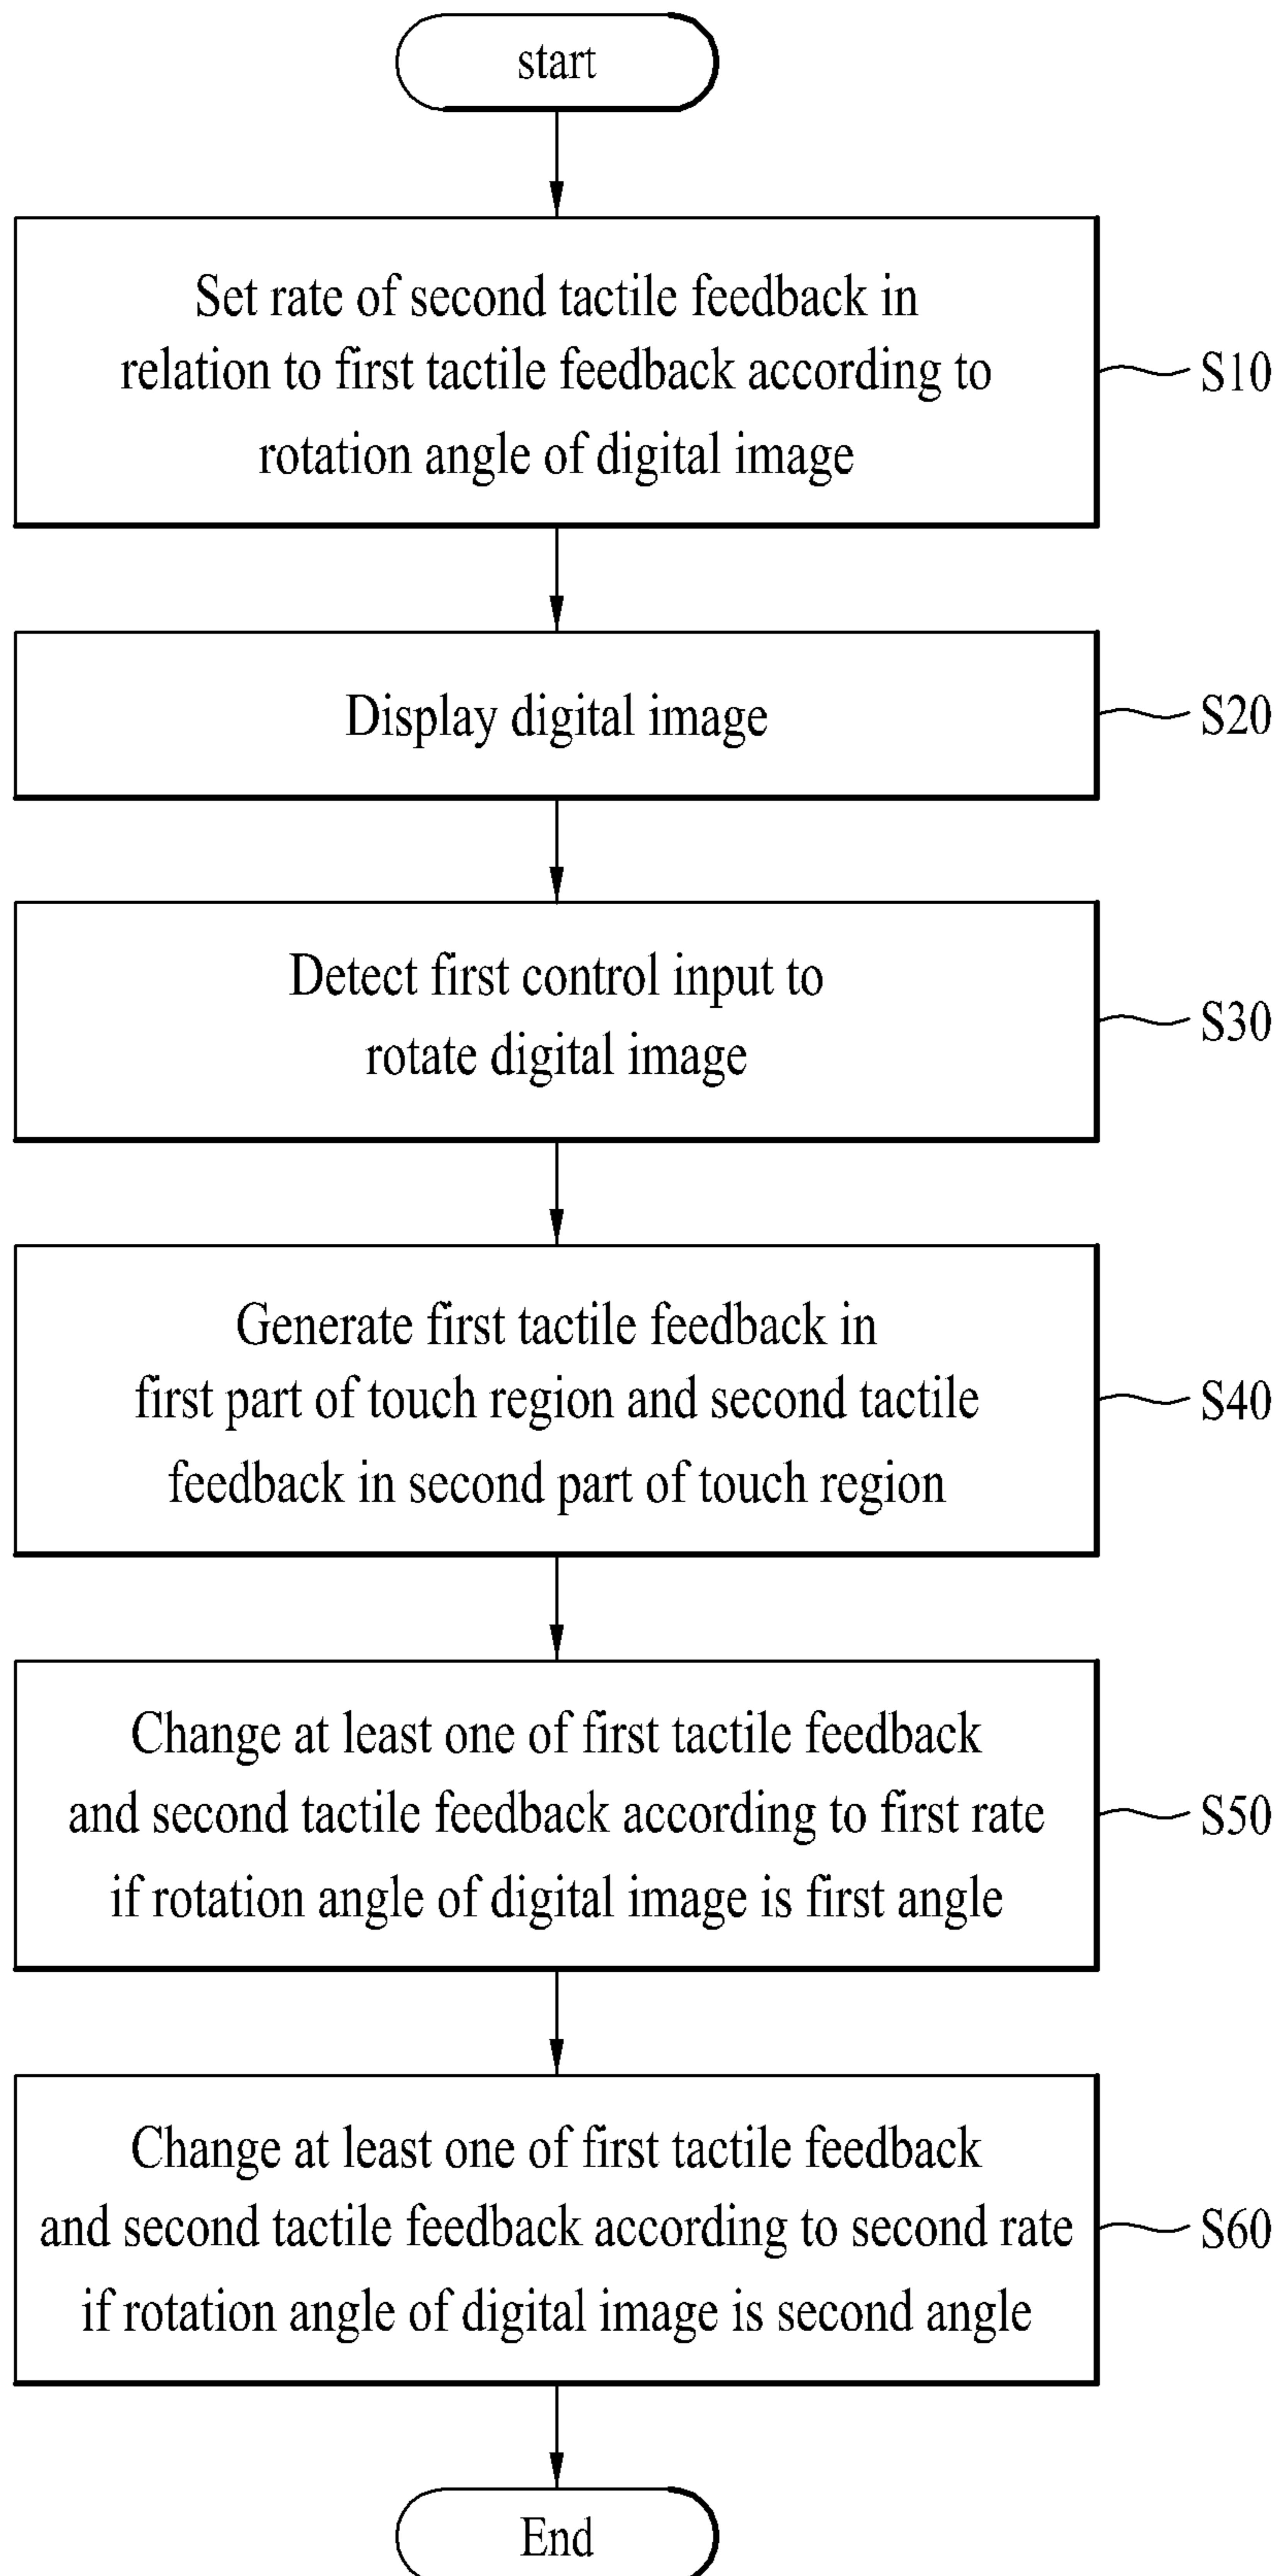 start
Set rate of second tactile feedback in
relation to first tactile feedback according to
rotation angle of digital image
S10
Display digital image
S20
Detect first control input to
rotate digital image
S30
Generate first tactile feedback in
first part of touch region and second tactile
feedback in second part of touch region
S40
Change at least one of first tactile feedback
and second tactile feedback according to first rate
if rotation angle of digital image is first angle
S50
Change at least one of first tactile feedback
and second tactile feedback according to second rate
if rotation angle of digital image is second angle
S60
End